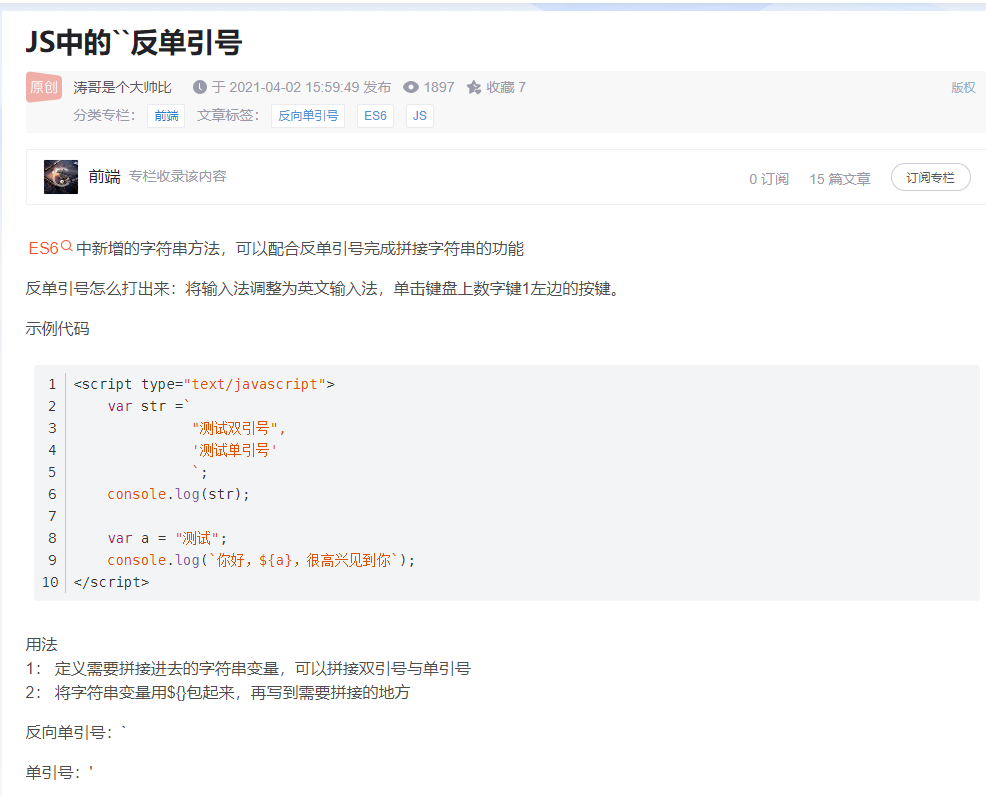 JS中的``反单引号
原创 涛哥是个大帅比 于 2021-04-02 15:59:49 发布 1897 收藏 7 版权
分类专栏： 前端 文章标签： 反向单引号 ES6 JS
前端 专栏收录该内容 0 订阅 15 篇文章 订阅专栏
ES6 中新增的字符串方法，可以配合反单引号完成拼接字符串的功能
反单引号怎么打出来：将输入法调整为英文输入法，单击键盘上数字键1左边的按键。
示例代码
1 <script type="text/javascript">
2     var str =`
3               "测试双引号",
4               '测试单引号'
5               `;
6     console.log(str);
7
8     var a = "测试";
9     console.log(`你好，${a}，很高兴见到你`);
10 </script>
用法
1： 定义需要拼接进去的字符串变量，可以拼接双引号与单引号
2： 将字符串变量用${}包起来，再写到需要拼接的地方
反向单引号：`
单引号：'